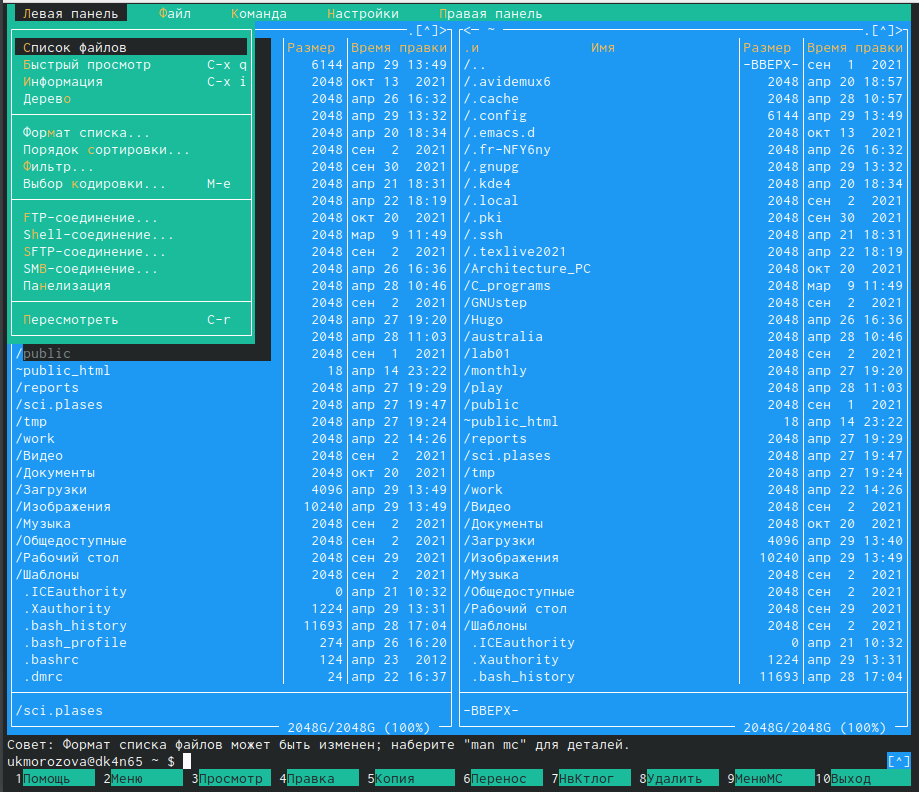 Левая панель Файл Команда Настройки Правая панель
.[^]> <─ ~ .[^]>
Список файлов Размер Время правки .и Имя Размер Время правки
Быстрый просмотр C-x q 6144 апр 29 13:49 /.. -ВВЕРХ- сен 1 2021
Информация C-x i 2048 окт 13 2021 /.avidemux6 2048 апр 20 18:57
Дерево 2048 апр 26 16:32 /.cache 2048 апр 28 10:57
2048 апр 29 13:32 /.config 6144 апр 29 13:49
Формат списка... 2048 апр 20 18:34 /.emacs.d 2048 окт 13 2021
Порядок сортировки... 2048 сен 2 2021 /.fr-NFY6ny 2048 апр 26 16:32
Фильтр... 2048 сен 30 2021 /.gnupg 2048 апр 29 13:32
Выбор кодировки... M-e 2048 апр 21 18:31 /.kde4 2048 апр 20 18:34
2048 апр 22 18:19 /.local 2048 сен 2 2021
FTP-соединение... 2048 окт 20 2021 /.pki 2048 сен 30 2021
Shell-соединение... 2048 мар 9 11:49 /.ssh 2048 апр 21 18:31
SFTP-соединение... 2048 сен 2 2021 /.texlive2021 2048 апр 22 18:19
SMB-соединение... 2048 апр 26 16:36 /Architecture_PC 2048 окт 20 2021
Панелизация 2048 апр 28 10:46 /C_programs 2048 мар 9 11:49
2048 сен 2 2021 /GNUstep 2048 сен 2 2021
Пересмотреть C-r 2048 апр 27 19:20 /Hugo 2048 апр 26 16:36
2048 апр 28 11:03 /australia 2048 апр 28 10:46
/public 2048 сен 1 2021 /lab01 2048 сен 2 2021
~public_html 18 апр 14 23:22 /monthly 2048 апр 27 19:20
/reports 2048 апр 27 19:29 /play 2048 апр 28 11:03
/sci.plases 2048 апр 27 19:47 /public 2048 сен 1 2021
/tmp 2048 апр 27 19:24 ~public_html 18 апр 14 23:22
/work 2048 апр 22 14:26 /reports 2048 апр 27 19:29
/Видео 2048 сен 2 2021 /sci.plases 2048 апр 27 19:47
/Документы 2048 окт 20 2021 /tmp 2048 апр 27 19:24
/Загрузки 4096 апр 29 13:49 /work 2048 апр 22 14:26
/Изображения 10240 апр 29 13:49 /Видео 2048 сен 2 2021
/Музыка 2048 сен 2 2021 /Документы 2048 окт 20 2021
/Общедоступные 2048 сен 2 2021 /Загрузки 4096 апр 29 13:40
/Рабочий стол 2048 сен 29 2021 /Изображения 10240 апр 29 13:49
/Шаблоны 2048 сен 2 2021 /Музыка 2048 сен 2 2021
.ICEauthority 0 апр 21 10:32 /Общедоступные 2048 сен 2 2021
.Xauthority 1224 апр 29 13:31 /Рабочий стол 2048 сен 29 2021
.bash_history 11693 апр 28 17:04 /Шаблоны 2048 сен 2 2021
.bash_profile 274 апр 26 16:20 .ICEauthority 0 апр 21 10:32
.bashrc 124 апр 23 2012 .Xauthority 1224 апр 29 13:31
.dmrc 24 апр 22 16:37 .bash_history 11693 апр 28 17:04
/sci.plases -ВВЕРХ-
2048G/2048G (100%) 2048G/2048G (100%)
Совет: Формат списка файлов может быть изменен; наберите "man mc" для деталей.
ukmorozova@dk4n65 ~ $ [^]
1Помощь 2Меню 3Просмотр 4Правка 5Копия 6Перенос 7НвКтлог 8Удалить 9МенюMC 10Выход